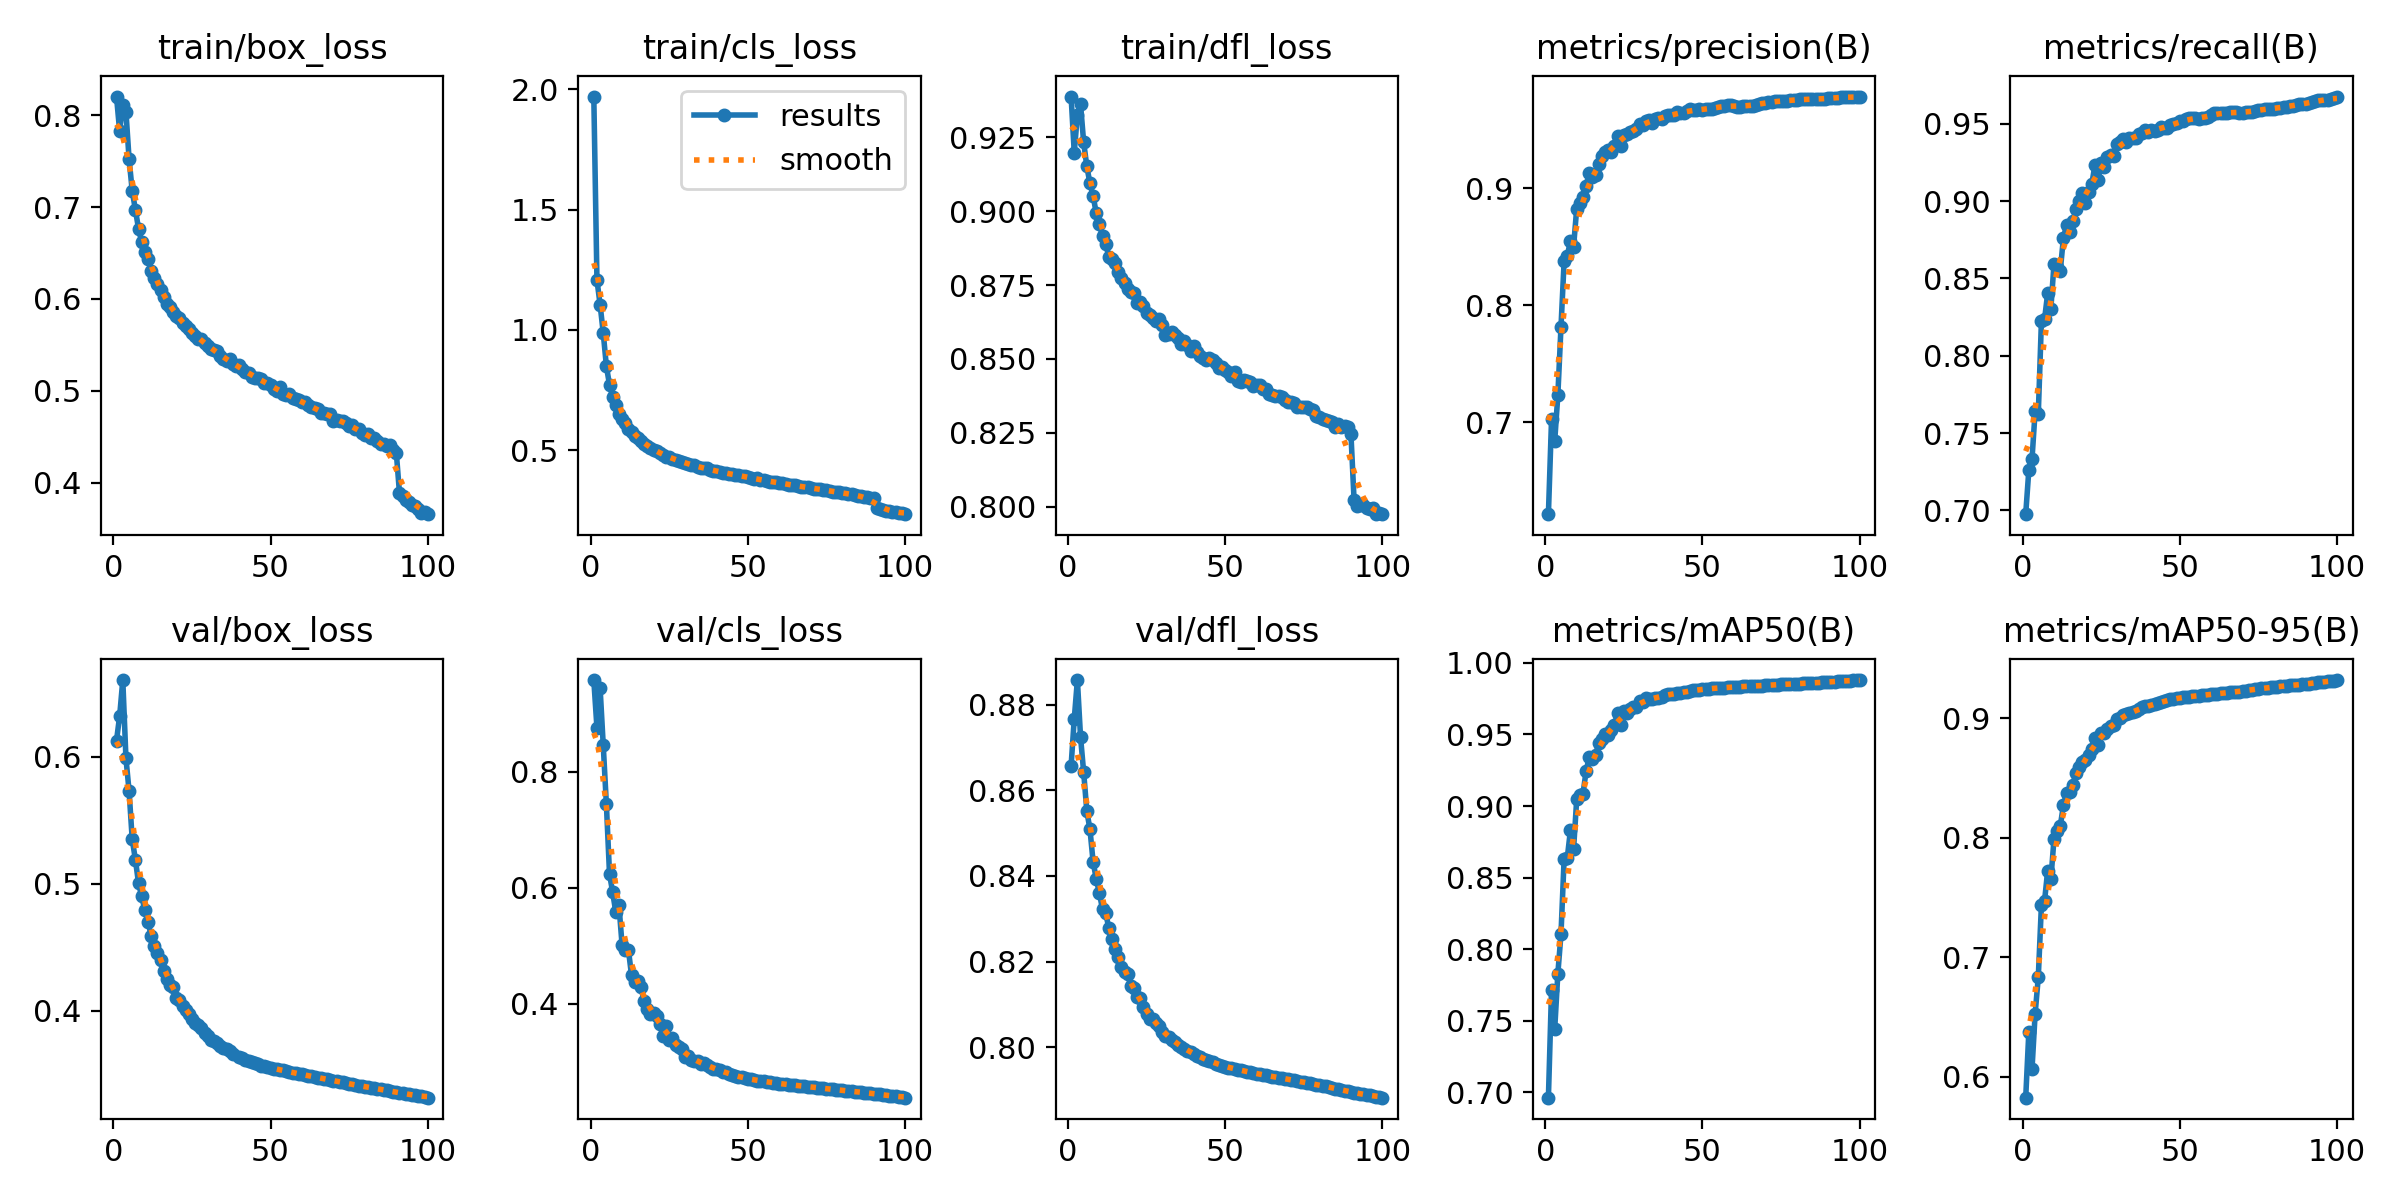 train/box_loss
0.8
0.7
0.6
0.5
0.4
0 50 100
train/cls_loss
results
smooth
2.0
1.5
1.0
0.5
0 50 100
train/dfl_loss
0.925
0.900
0.875
0.850
0.825
0.800
0 50 100
metrics/precision(B)
0.9
0.8
0.7
0 50 100
metrics/recall(B)
0.95
0.90
0.85
0.80
0.75
0.70
0 50 100
val/box_loss
0.6
0.5
0.4
0 50 100
val/cls_loss
0.8
0.6
0.4
0 50 100
val/dfl_loss
0.88
0.86
0.84
0.82
0.80
0 50 100
metrics/mAP50(B)
1.00
0.95
0.90
0.85
0.80
0.75
0.70
0 50 100
metrics/mAP50-95(B)
0.9
0.8
0.7
0.6
0 50 100